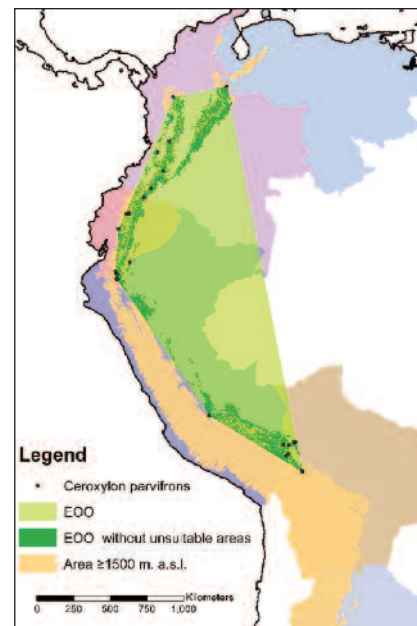 Legend
Ceroxylon parvifrons
EOO
EOO without unsuitable areas
Area ≥1500 m. a.s.l.
Kilometers
0 250 500 750 1,000